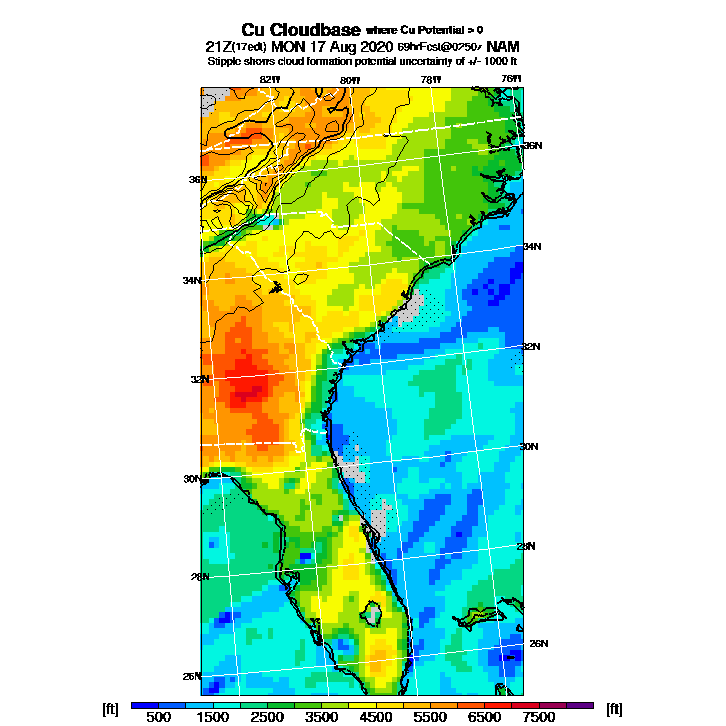 Cu Cloudbase where Cu Potential > 0
21Z(17edt) MON 17 Aug 2020 69hrFcst@0250z NAM
Stipple shows cloud formation potential uncertainty of +/- 1000 ft
82W 80W 78W 76W
36N
36N
34N
34N
32N
32N
30N
30N
28N
28N
26N
26N
[ft] 500 1500 2500 3500 4500 5500 6500 7500 [ft]